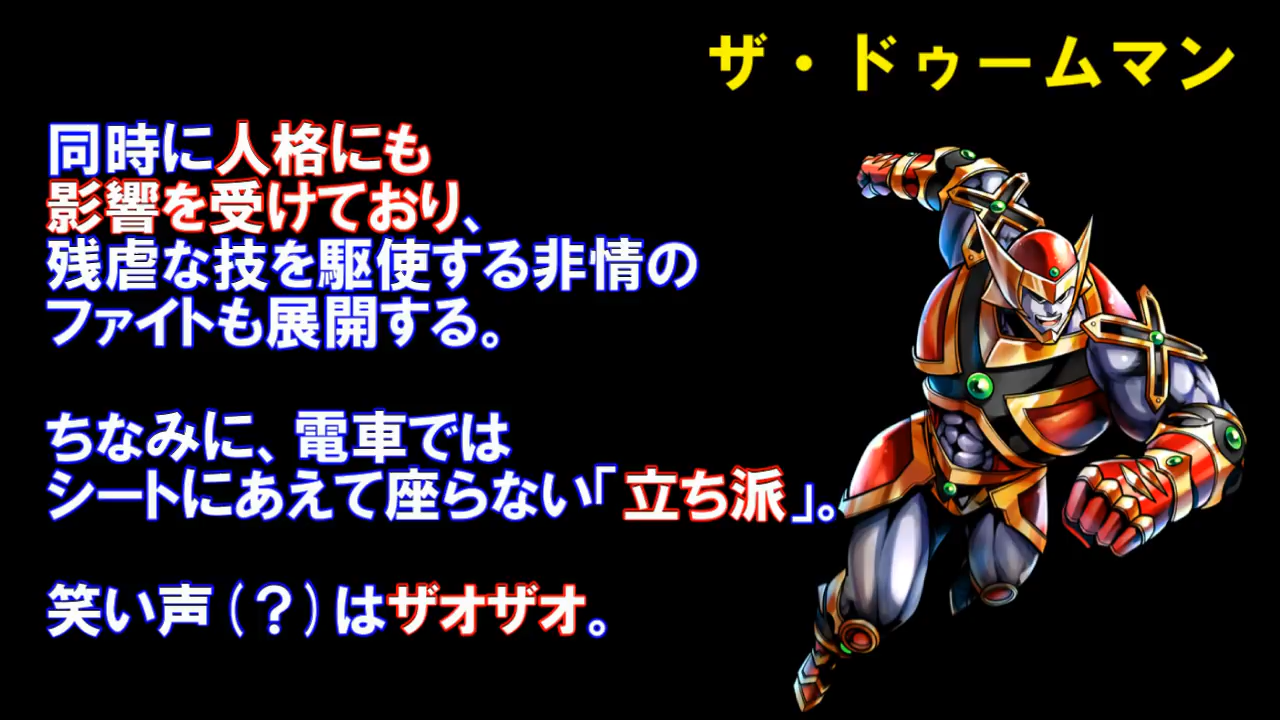 ザ・ドゥームマン
同時に人格にも
影響を受けており、
残虐な技を駆使する非情の
ファイトも展開する。
ちなみに、電車では
シートにあえて座らない「立ち派」。
笑い声(?)はザオザオ。